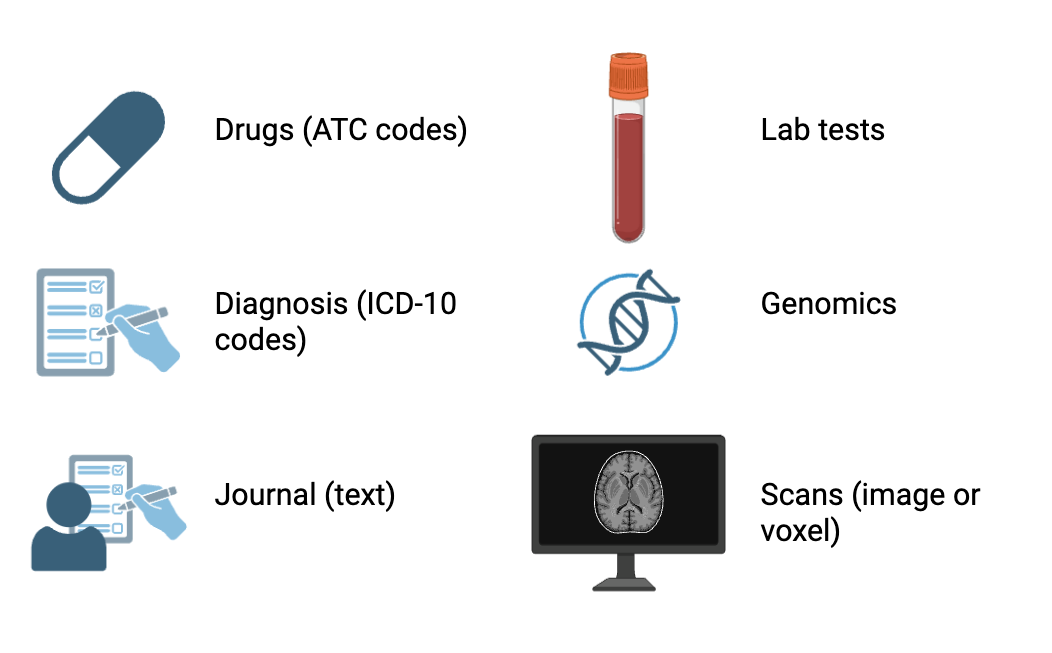 Drugs (ATC codes)
Lab tests
Diagnosis (ICD-10
codes)
Genomics
Journal (text)
Scans (image or
voxel)